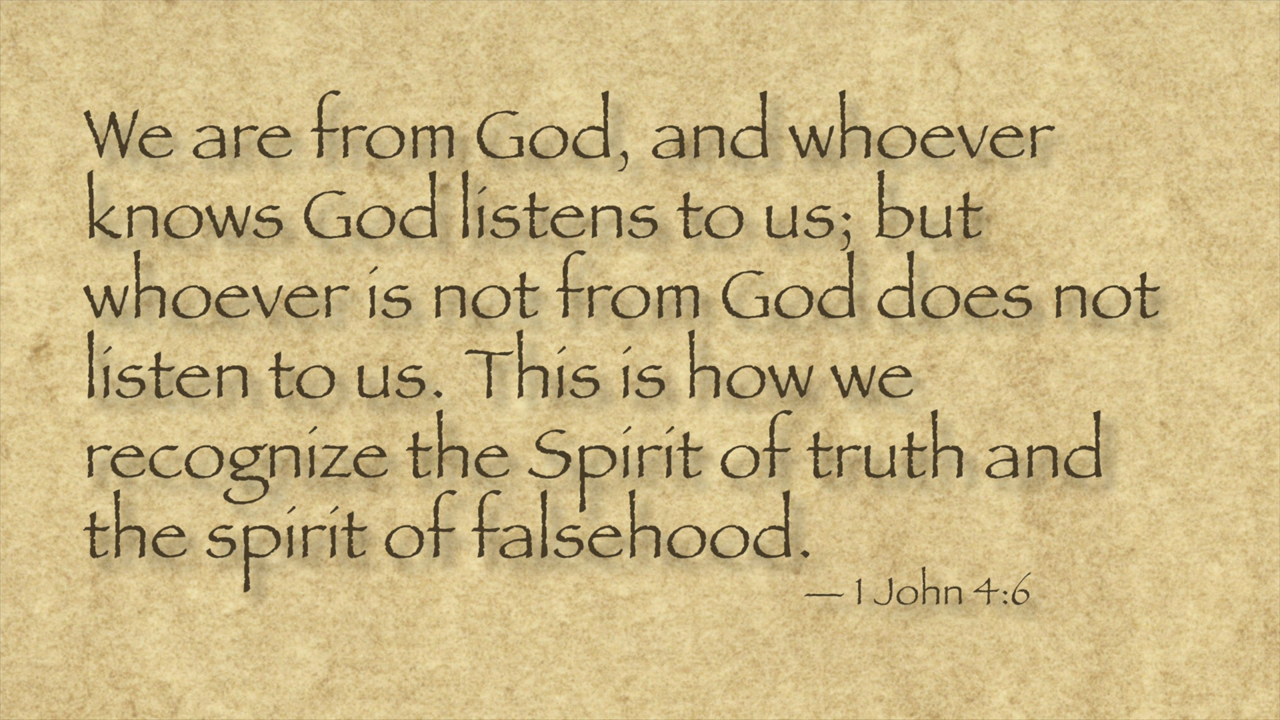 We are from God, and whoever
knows God listens to us; but
whoever is not from God does not
listen to us. This is how we
recognize the Spirit of truth and
the spirit of falsehood.
— 1 John 4:6